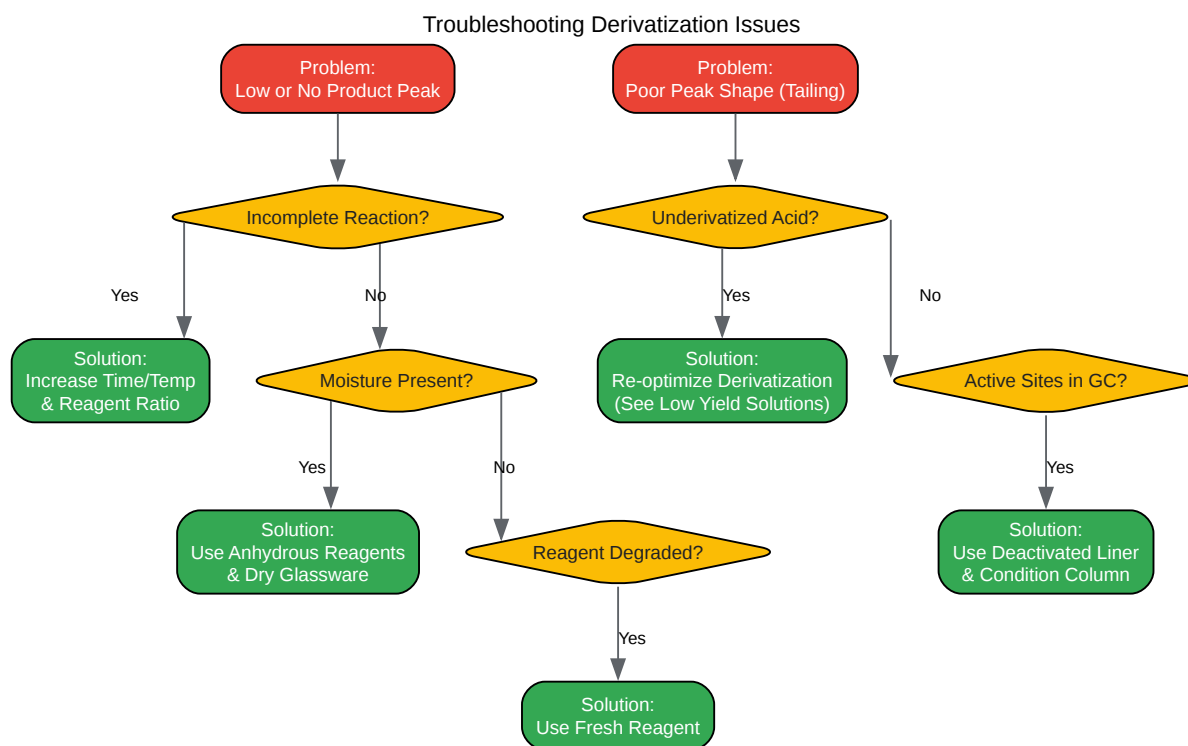 Troubleshooting Derivatization Issues
Problem:
Low or No Product Peak
Problem:
Poor Peak Shape (Tailing)
Incomplete Reaction?
Underivatized Acid?
Yes
No
Yes
No
Solution:
Increase Time/Temp
& Reagent Ratio
Moisture Present?
Solution:
Re-optimize Derivatization
(See Low Yield Solutions)
Active Sites in GC?
Yes
No
Yes
Solution:
Use Anhydrous Reagents
& Dry Glassware
Reagent Degraded?
Solution:
Use Deactivated Liner
& Condition Column
Yes
Solution:
Use Fresh Reagent